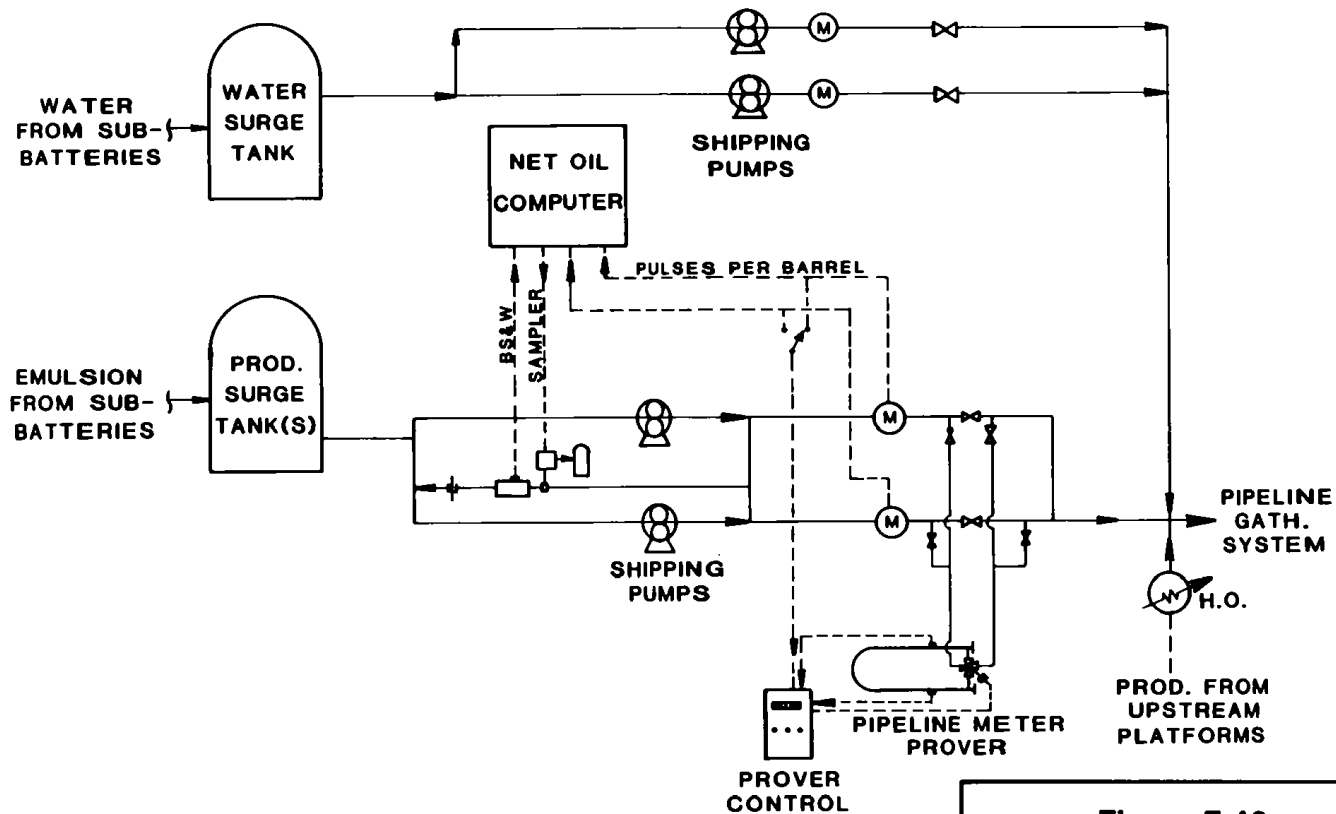 WATER
FROM SUB-
BATTERIES
WATER
SURGE
TANK
M
M
SHIPPING
PUMPS
NET OIL
COMPUTER
PULSES PER BARREL
BS&W
SAMPLER
EMULSION
FROM SUB-
BATTERIES
PROD.
SURGE
TANK(S)
M
M
SHIPPING
PUMPS
PIPELINE
GATH.
SYSTEM
H.O.
PROD. FROM
UPSTREAM
PLATFORMS
PIPELINE METER
PROVER
PROVER
CONTROL